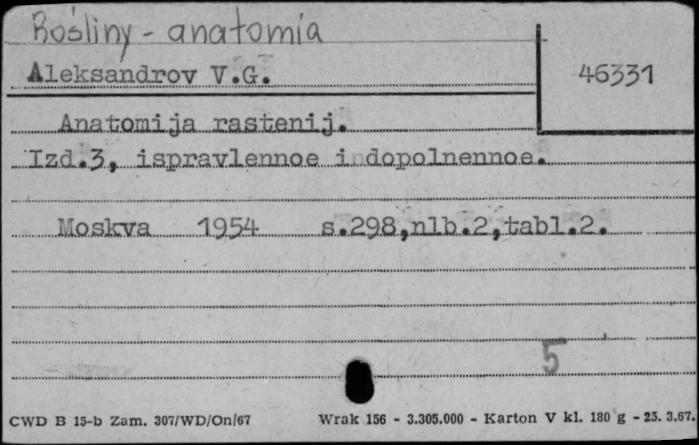 Rośliny - anatomia
Aleksandrov V.G.
46331
Anatomija rastenij.
Izd.3, ispravlennoe i dopolnennoe.
Moskva 1954 s.298,nlb.2,tabl.2.
5
CWD B 15-b Zam. 307/WD/On/67 Wrak 156 - 3.305.000 - Karton V kl. 180 g - 25. 3.67.